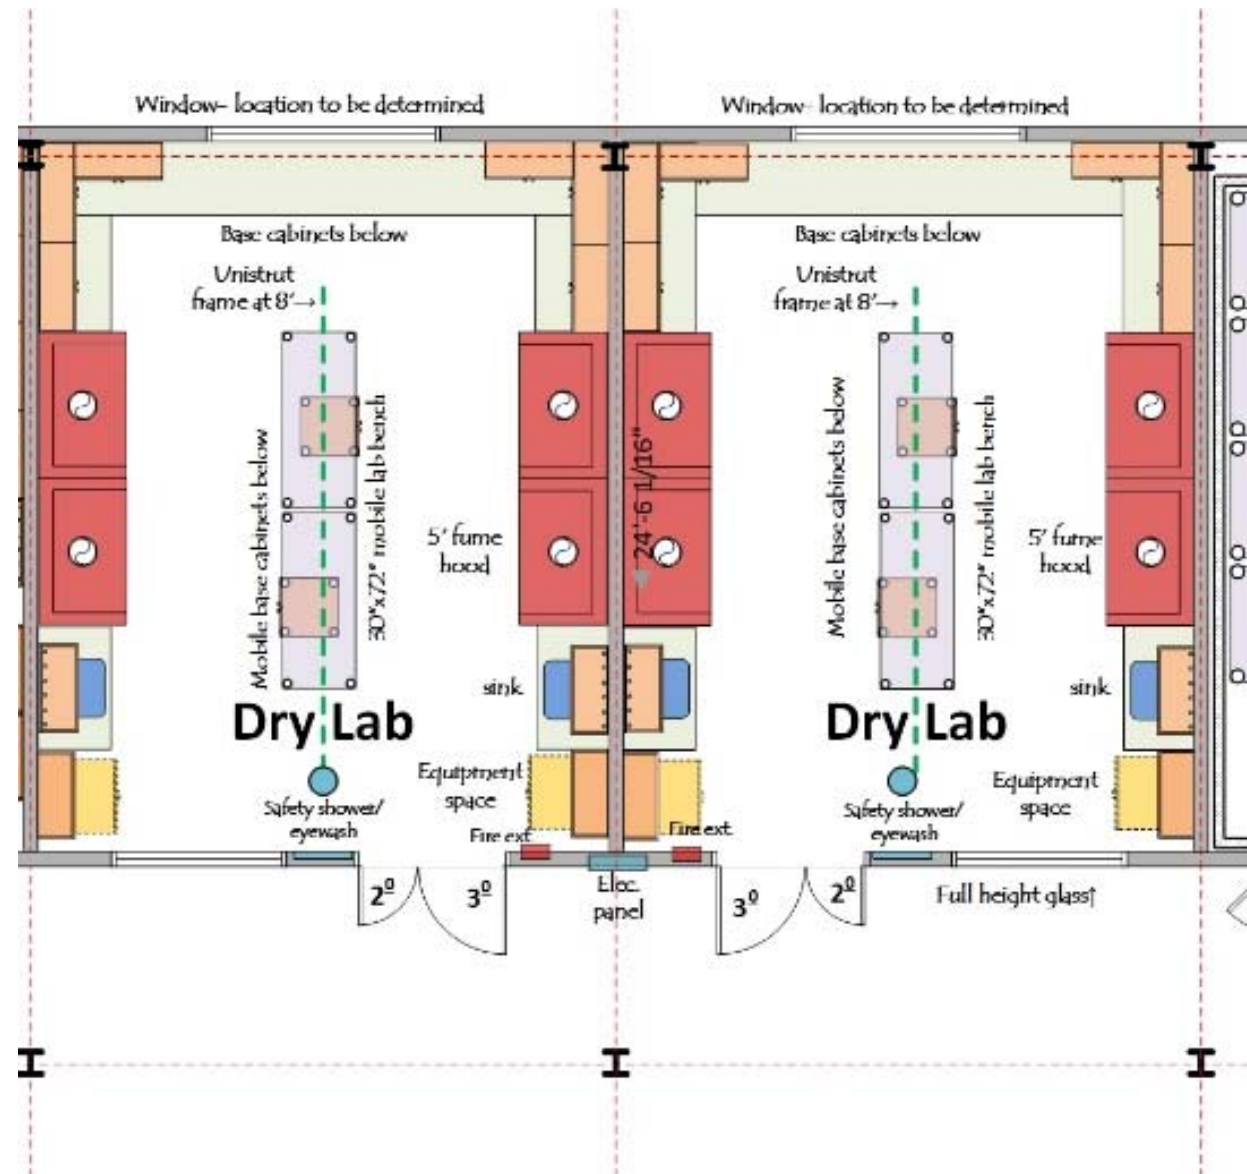 Window- location to be determined
Window- location to be determined
Base cabinets below
Base cabinets below
Unistrut
frame at 8'→
Unistrut
frame at 8'→
Mobile base cabinets below
30"x72" mobile lab bench
5' fume
hood
24'-6 1/16"
Mobile base cabinets below
30"x72" mobile lab bench
5' fume
hood
sink
sink
Dry Lab
Dry Lab
Equipment
space
Safety shower/
eyewash
Fire ext.
Fire ext.
Safety shower/
eyewash
Equipment
space
2º
3º
Elec.
panel
3º
2º
Full height glass↑